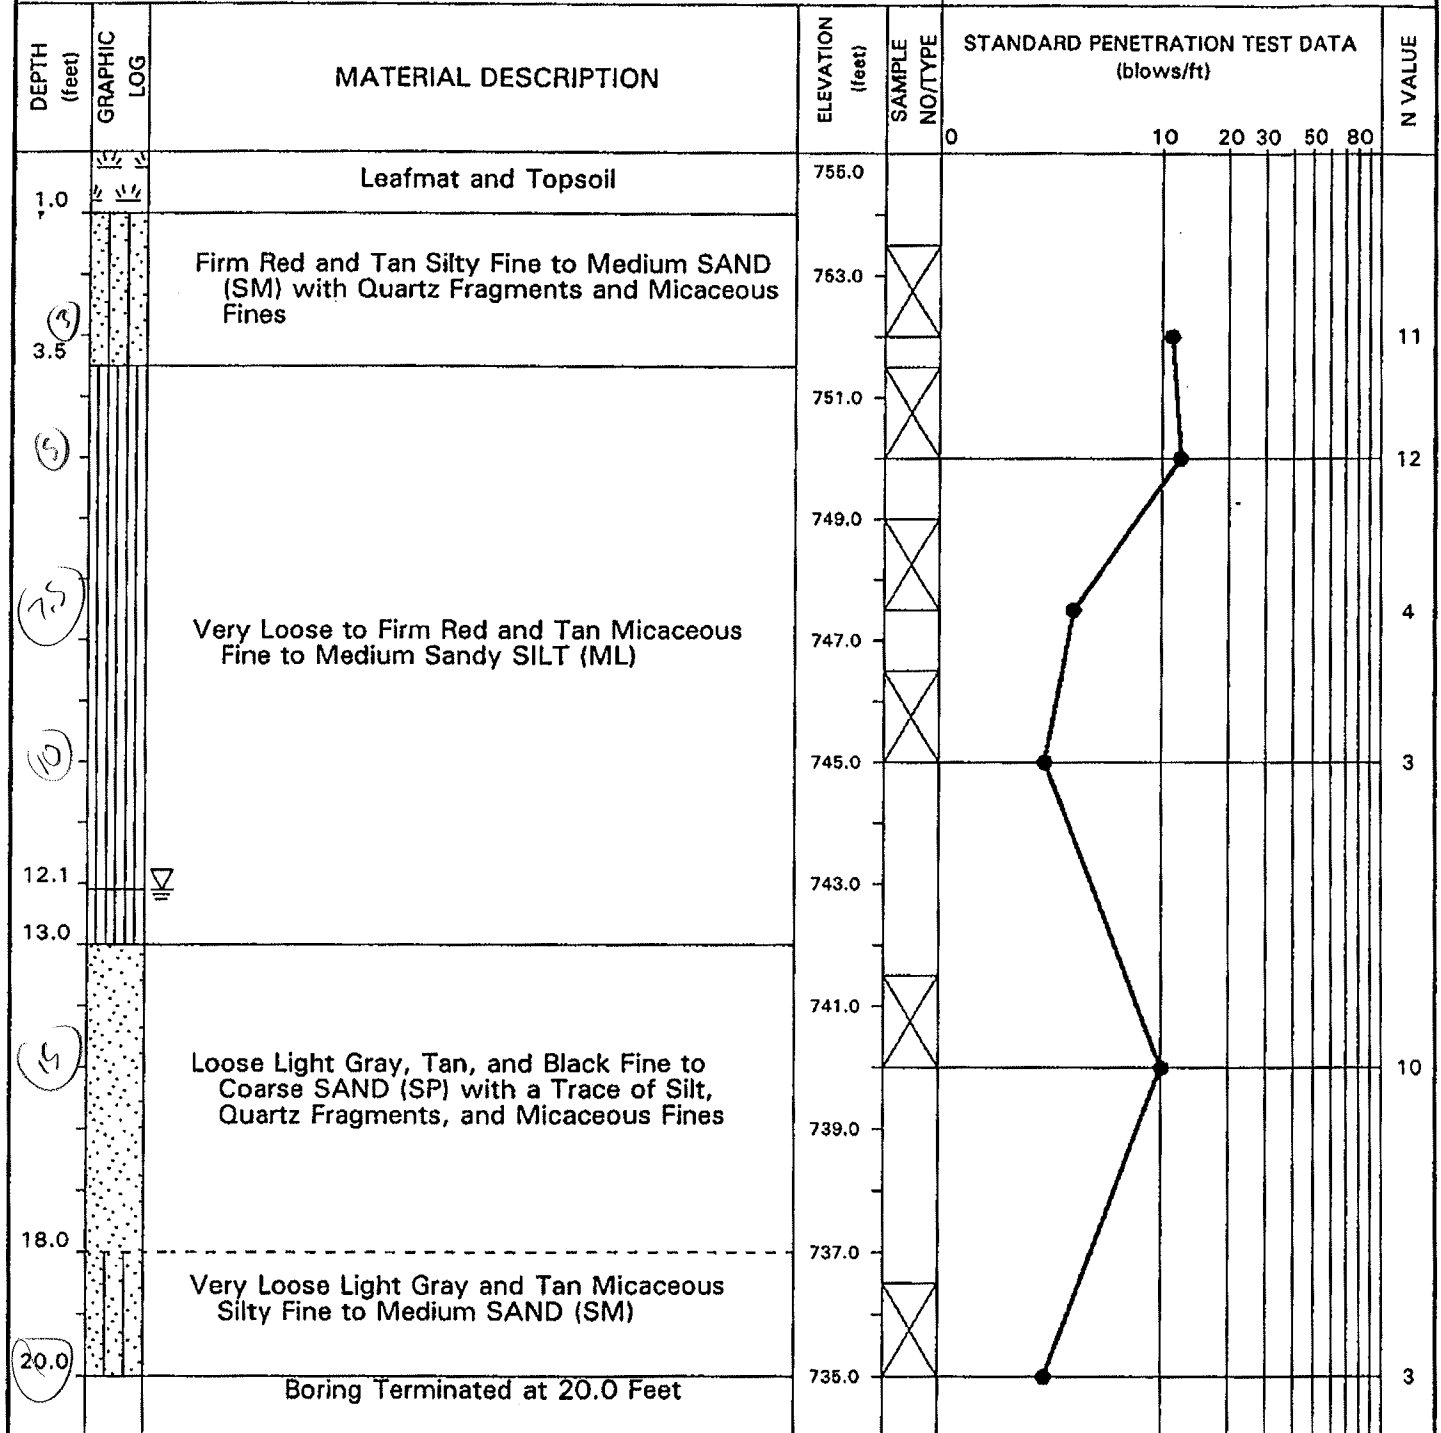 DEPTH (feet)
GRAPHIC LOG
MATERIAL DESCRIPTION
ELEVATION (feet)
SAMPLE NO/TYPE
STANDARD PENETRATION TEST DATA
(blows/ft)
N VALUE
0 10 20 30 50 80
Leafmat and Topsoil
755.0
1.0
Firm Red and Tan Silty Fine to Medium SAND
(SM) with Quartz Fragments and Micaceous
Fines
753.0
3
3.5
11
751.0
5
12
749.0
7.5
4
Very Loose to Firm Red and Tan Micaceous
Fine to Medium Sandy SILT (ML)
747.0
10
745.0
3
12.1
743.0
13.0
741.0
15
Loose Light Gray, Tan, and Black Fine to
Coarse SAND (SP) with a Trace of Silt,
Quartz Fragments, and Micaceous Fines
10
739.0
18.0
737.0
Very Loose Light Gray and Tan Micaceous
Silty Fine to Medium SAND (SM)
20.0
735.0
3
Boring Terminated at 20.0 Feet